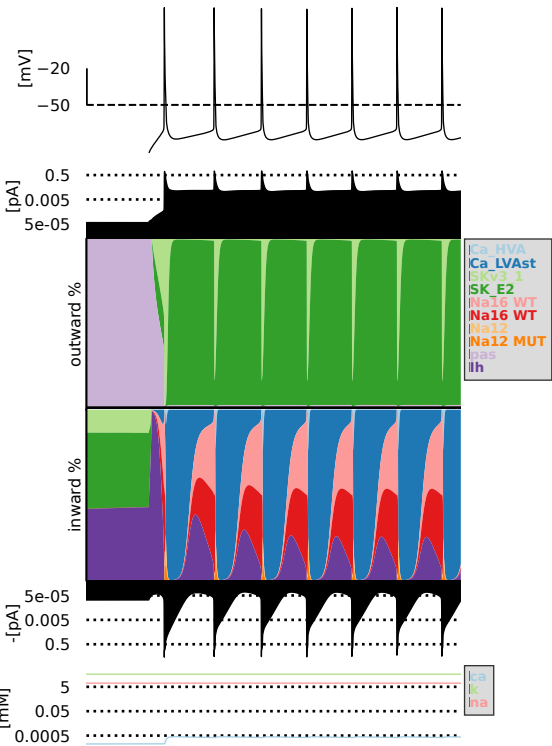 [mV]
−20
−50
[pA]
0.5
0.005
5e-05
outward %
Ca_HVA
Ca_LVAst
SKv3_1
SK_E2
Na16 WT
Na16 WT
Na12
Na12 MUT
pas
Ih
inward %
5e-05
0.005
0.5
-[pA]
ca
k
na
5
0.05
0.0005
[mM]